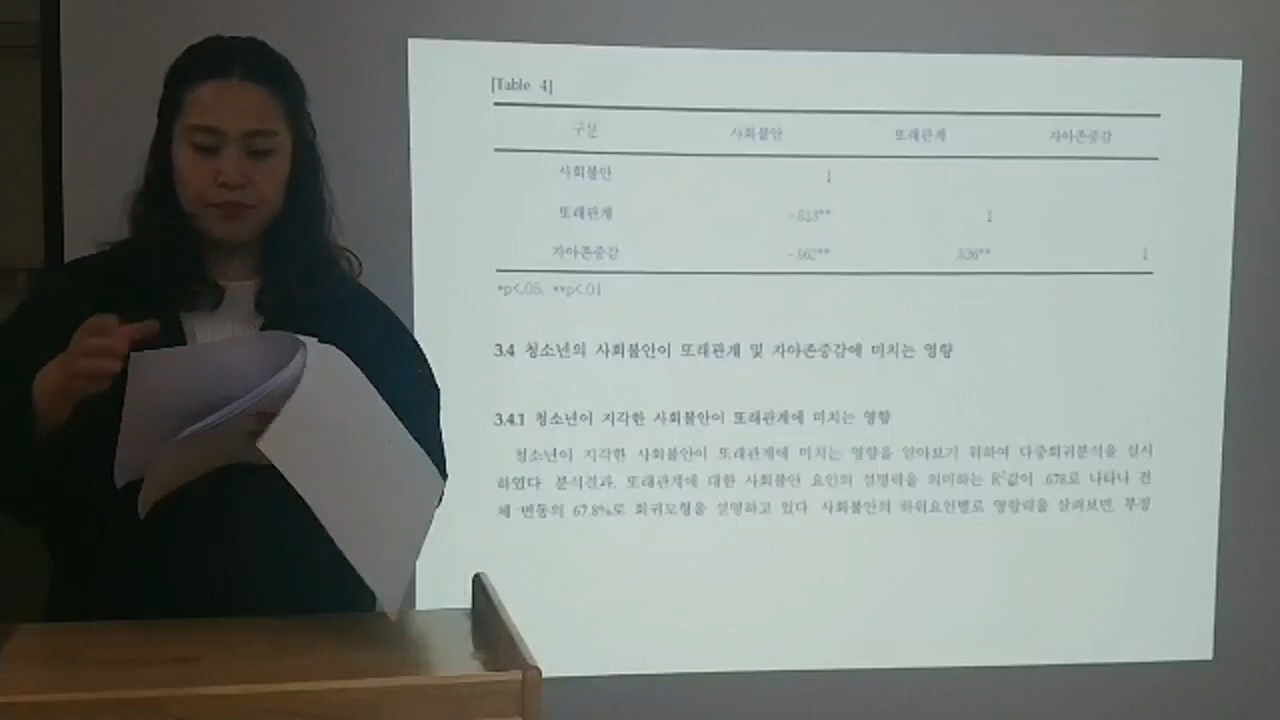 [Table 4]
구분 사회불안 또래관계 자아존중감
사회불안 1
또래관계 1
자아존중감 1
*p<.05, **p<.01
3.4 청소년의 사회불안이 또래관계 및 자아존중감에 미치는 영향
3.4.1 청소년이 지각한 사회불안이 또래관계에 미치는 영향
청소년이 지각한 사회불안이 또래관계에 미치는 영향을 알아보기 위하여 다중회귀분석을 실시
하였다. 분석결과, 또래관계에 대한 사회불안 요인의 설명력을 의미하는 R²값이 .678로 나타나 전
체 변동의 67.8%로 회귀모형을 설명하고 있다. 사회불안의 하위요인별로 영향력을 살펴보면, 부정